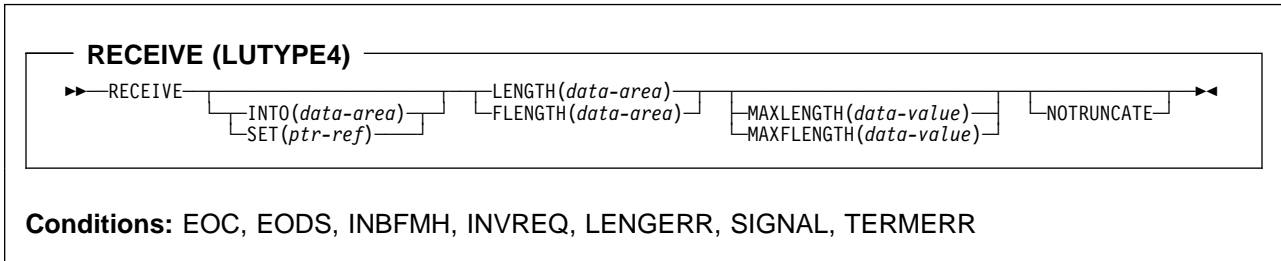 RECEIVE (LUTYPE4)
►►──RECEIVE──┬───────────────────────┬──┬─LENGTH(data-area)──┬──┬────────────────────────┬──┬────────────┬──►◄
├─INTO(data-area)─┤ └─FLENGTH(data-area)─┘ ├─MAXLENGTH(data-value)──┤ └─NOTRUNCATE─┘
└─SET(ptr-ref)────┘ └─MAXFLENGTH(data-value)─┘
Conditions: EOC, EODS, INBFMH, INVREQ, LENGERR, SIGNAL, TERMERR